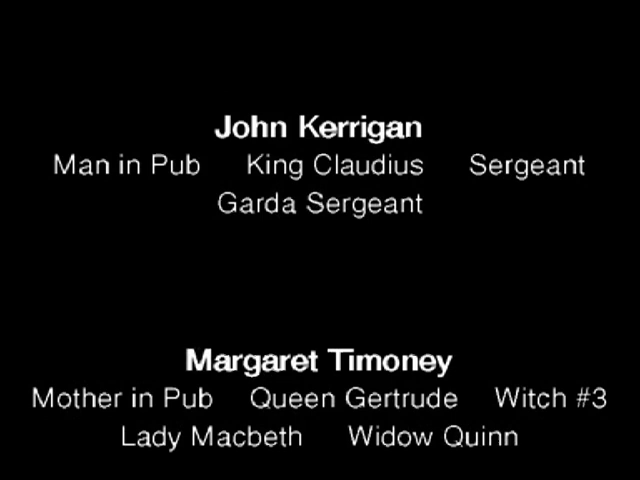 John Kerrigan
Man in Pub King Claudius Sergeant
Garda Sergeant
Margaret Timoney
Mother in Pub Queen Gertrude Witch #3
Lady Macbeth Widow Quinn